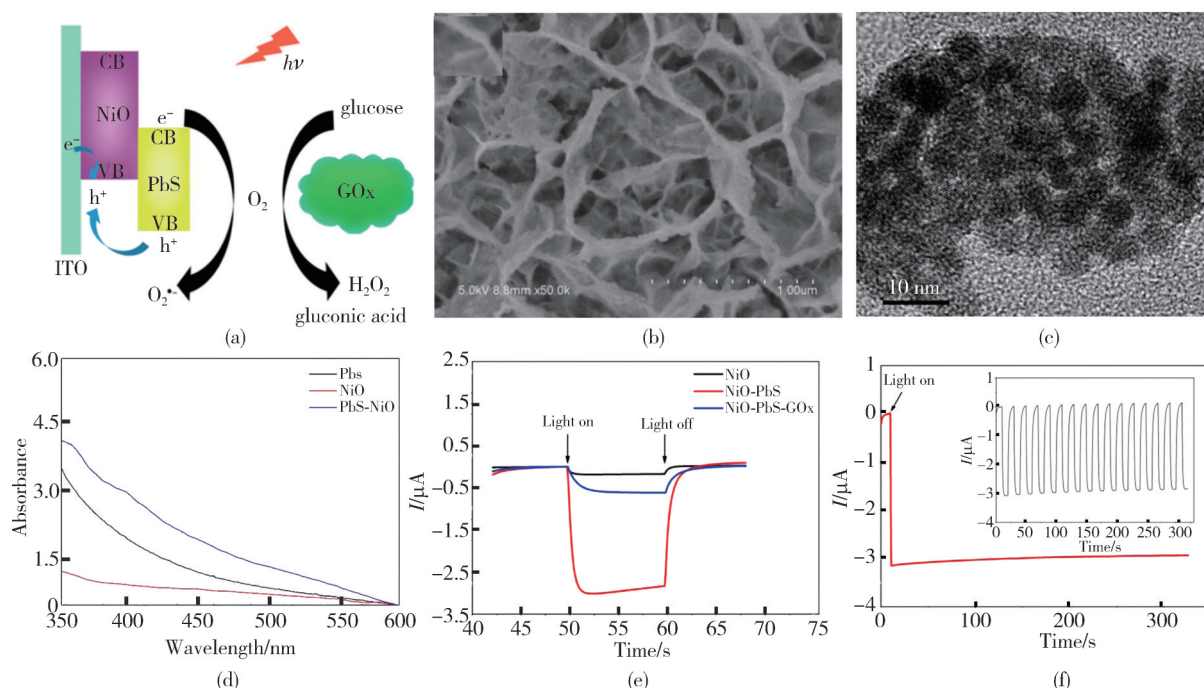 CB
NiO
e⁻
VB
h⁺
e⁻
CB
PbS
VB
h⁺
ITO
hν
glucose
O₂
GOx
O₂•⁻
H₂O₂
gluconic acid
(a)
5.0kV 8.8mm x50.0k
1.00um
(b)
10 nm
(c)
6.0
4.5
3.0
1.5
0
Absorbance
Pbs
NiO
PbS-NiO
350
400
450
500
550
600
Wavelength/nm
(d)
2.5
1.5
0.5
−0.5
−1.5
−2.5
−3.5
I/μA
NiO
NiO-PbS
NiO-PbS-GOx
Light on
Light off
40
45
50
55
60
65
70
75
Time/s
(e)
1
0
−1
−2
−3
−4
I/μA
Light on
1
0
−1
−2
−3
−4
I/μA
0
50
100
150
200
250
300
Time/s
0
100
200
300
Time/s
(f)